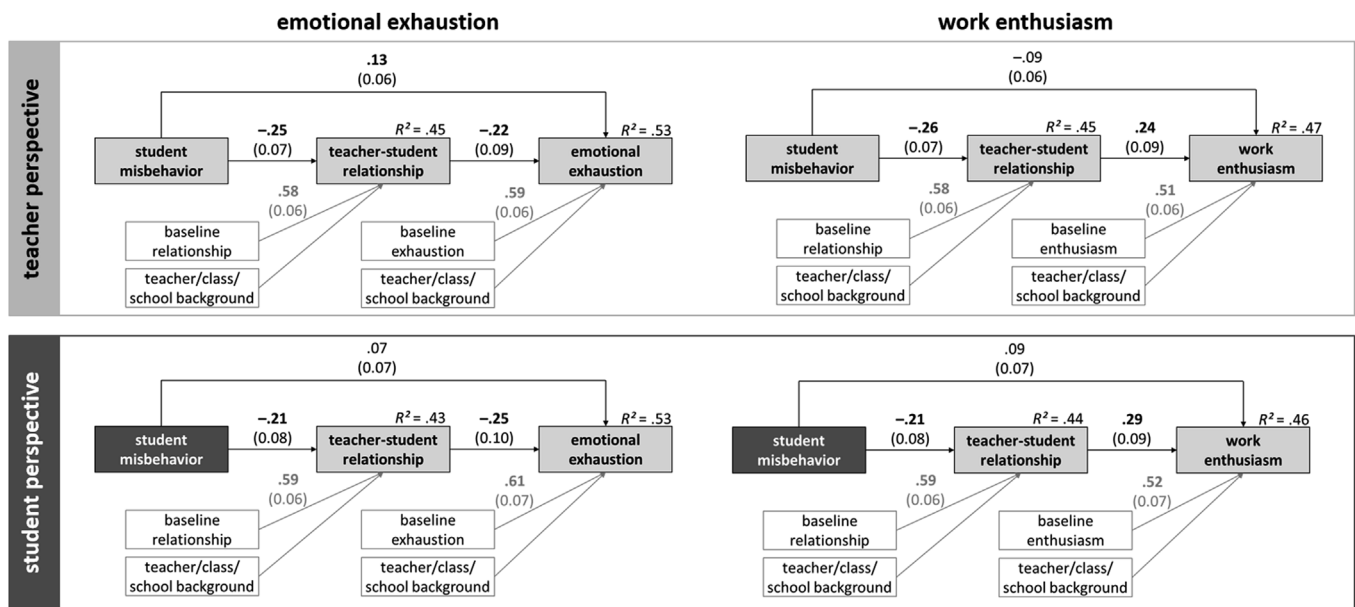 emotional exhaustion
work enthusiasm
teacher perspective
.13
(0.06)
student
misbehavior
–.25
(0.07)
R² = .45
teacher-student
relationship
–.22
(0.09)
R² = .53
emotional
exhaustion
.58
(0.06)
.59
(0.06)
baseline
relationship
baseline
exhaustion
teacher/class/
school background
teacher/class/
school background
–.09
(0.06)
student
misbehavior
–.26
(0.07)
R² = .45
teacher-student
relationship
.24
(0.09)
R² = .47
work
enthusiasm
.58
(0.06)
.51
(0.06)
baseline
relationship
baseline
enthusiasm
teacher/class/
school background
teacher/class/
school background
student perspective
.07
(0.07)
student
misbehavior
–.21
(0.08)
R² = .43
teacher-student
relationship
–.25
(0.10)
R² = .53
emotional
exhaustion
.59
(0.06)
.61
(0.07)
baseline
relationship
baseline
exhaustion
teacher/class/
school background
teacher/class/
school background
.09
(0.07)
student
misbehavior
–.21
(0.08)
R² = .44
teacher-student
relationship
.29
(0.09)
R² = .46
work
enthusiasm
.59
(0.06)
.52
(0.07)
baseline
relationship
baseline
enthusiasm
teacher/class/
school background
teacher/class/
school background